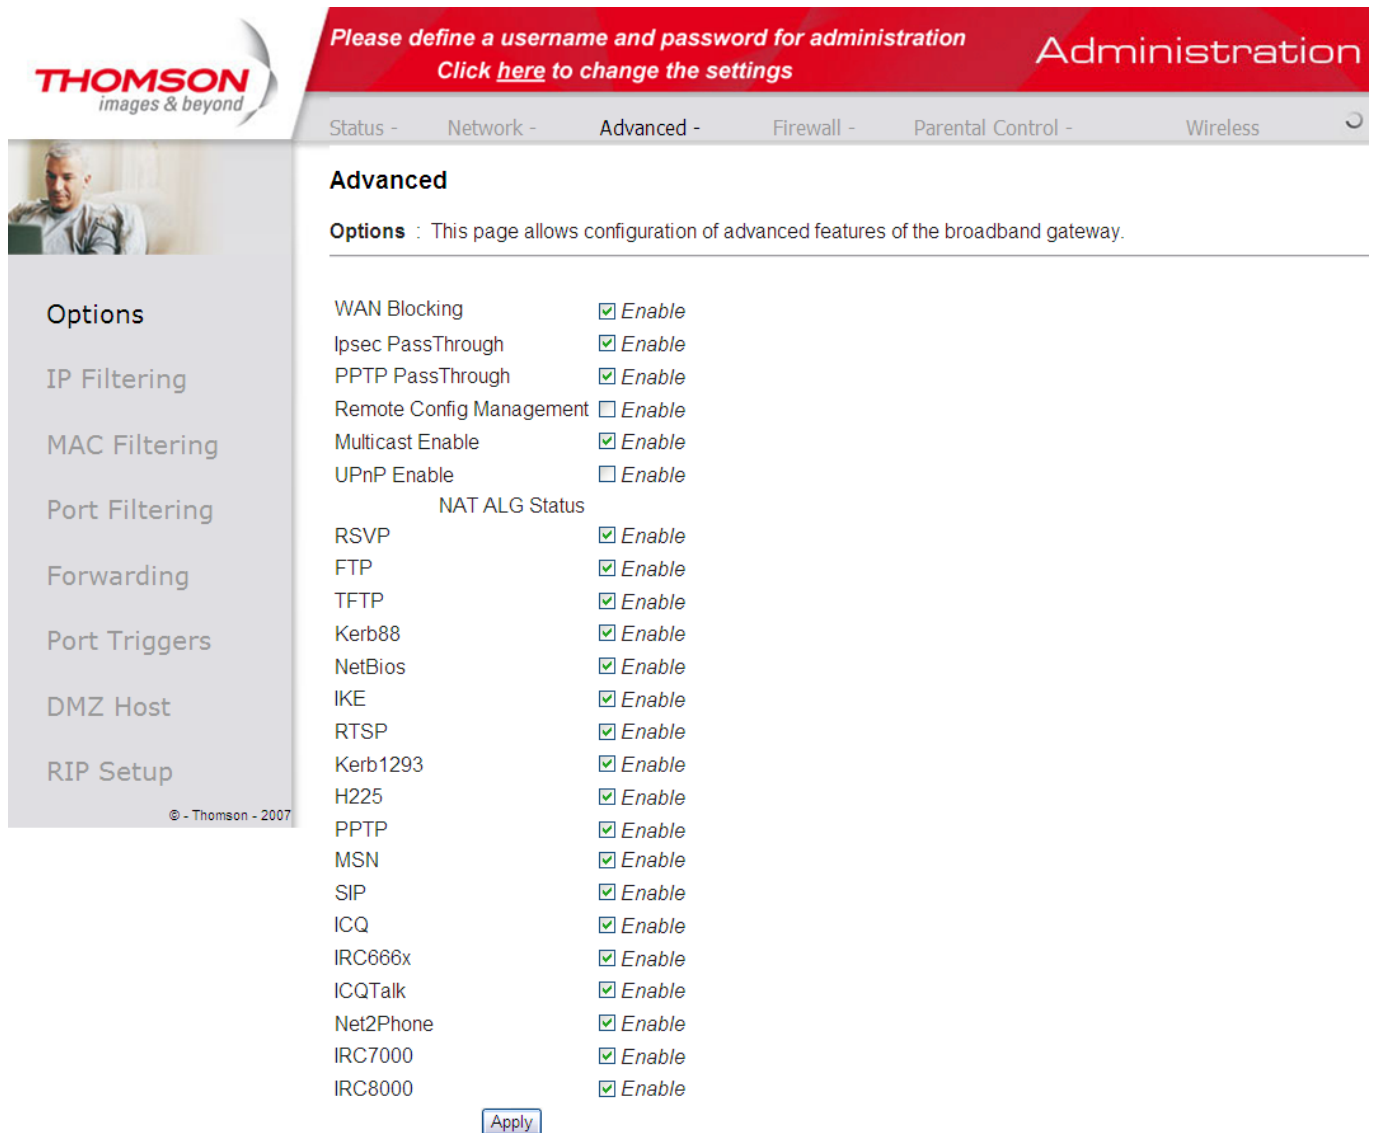 THOMSON
images & beyond
Please define a username and password for administration
Click here to change the settings
Administration
Status - Network - Advanced - Firewall - Parental Control - Wireless
Advanced
Options : This page allows configuration of advanced features of the broadband gateway.
Options
IP Filtering
MAC Filtering
Port Filtering
Forwarding
Port Triggers
DMZ Host
RIP Setup
© - Thomson - 2007
WAN Blocking Enable
Ipsec PassThrough Enable
PPTP PassThrough Enable
Remote Config Management Enable
Multicast Enable Enable
UPnP Enable Enable
NAT ALG Status
RSVP Enable
FTP Enable
TFTP Enable
Kerb88 Enable
NetBios Enable
IKE Enable
RTSP Enable
Kerb1293 Enable
H225 Enable
PPTP Enable
MSN Enable
SIP Enable
ICQ Enable
IRC666x Enable
ICQTalk Enable
Net2Phone Enable
IRC7000 Enable
IRC8000 Enable
Apply